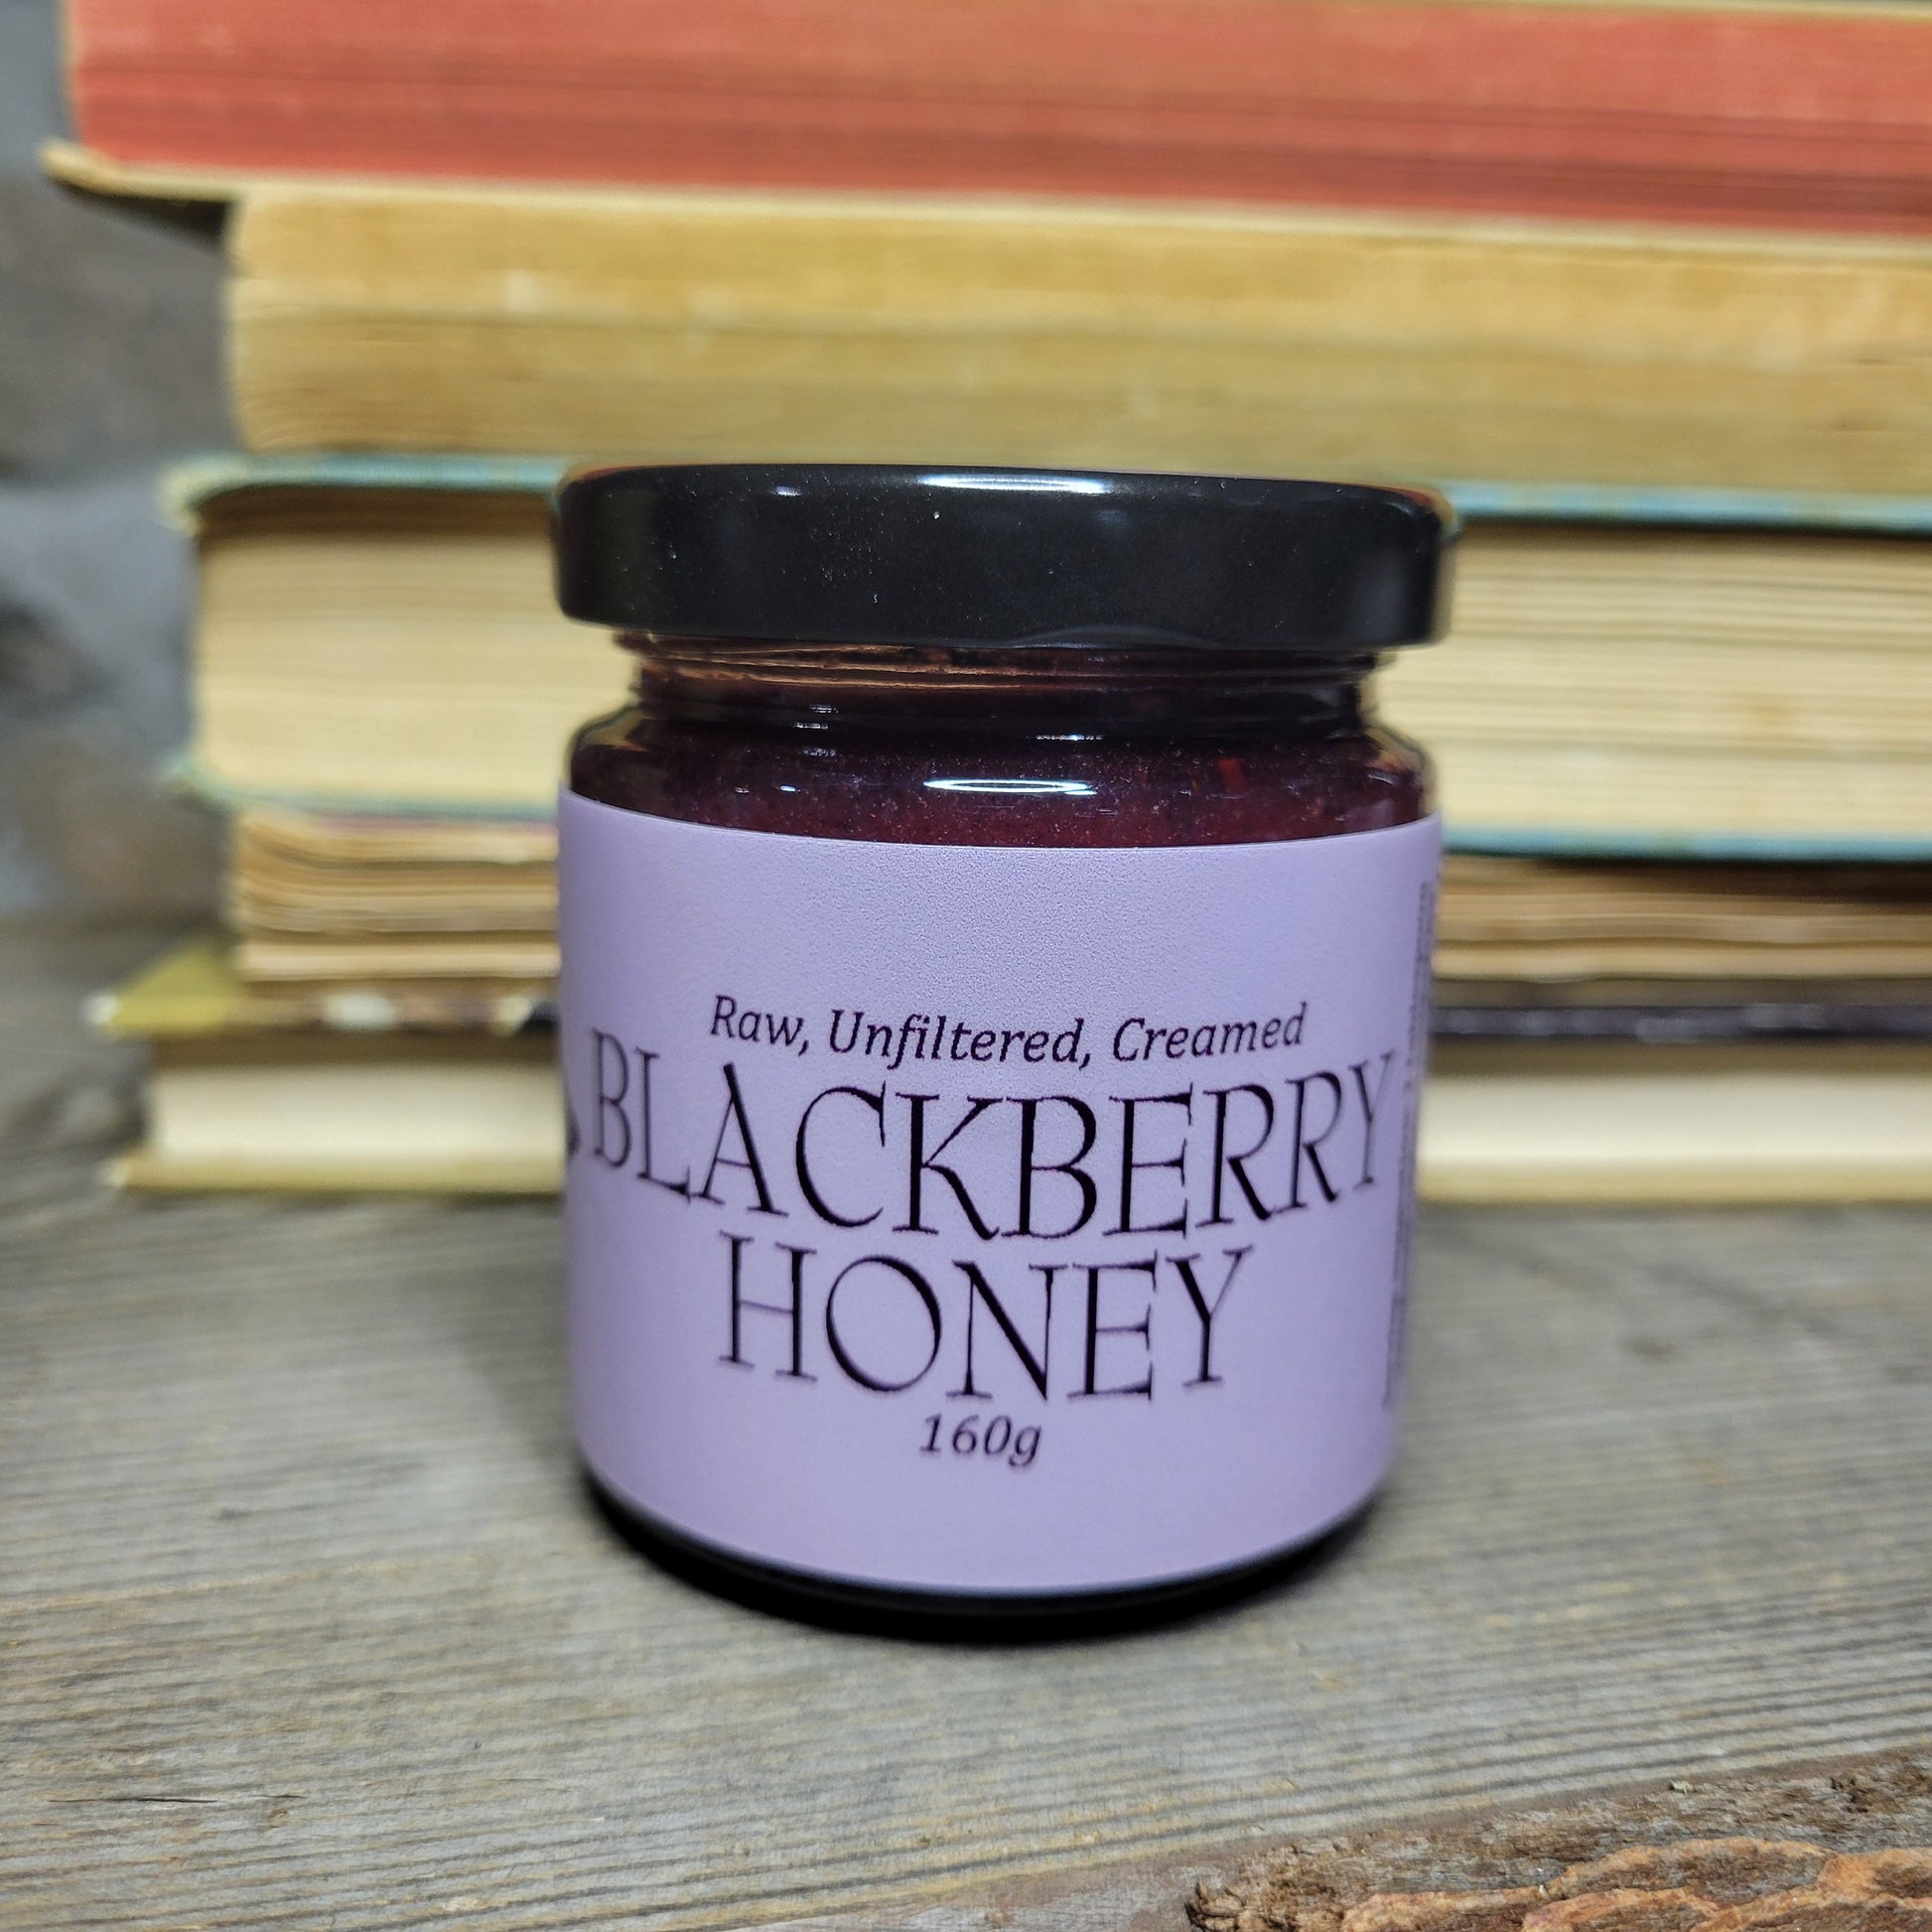 Raw, Unfiltered, Creamed
BLACKBERRY
HONEY
160g